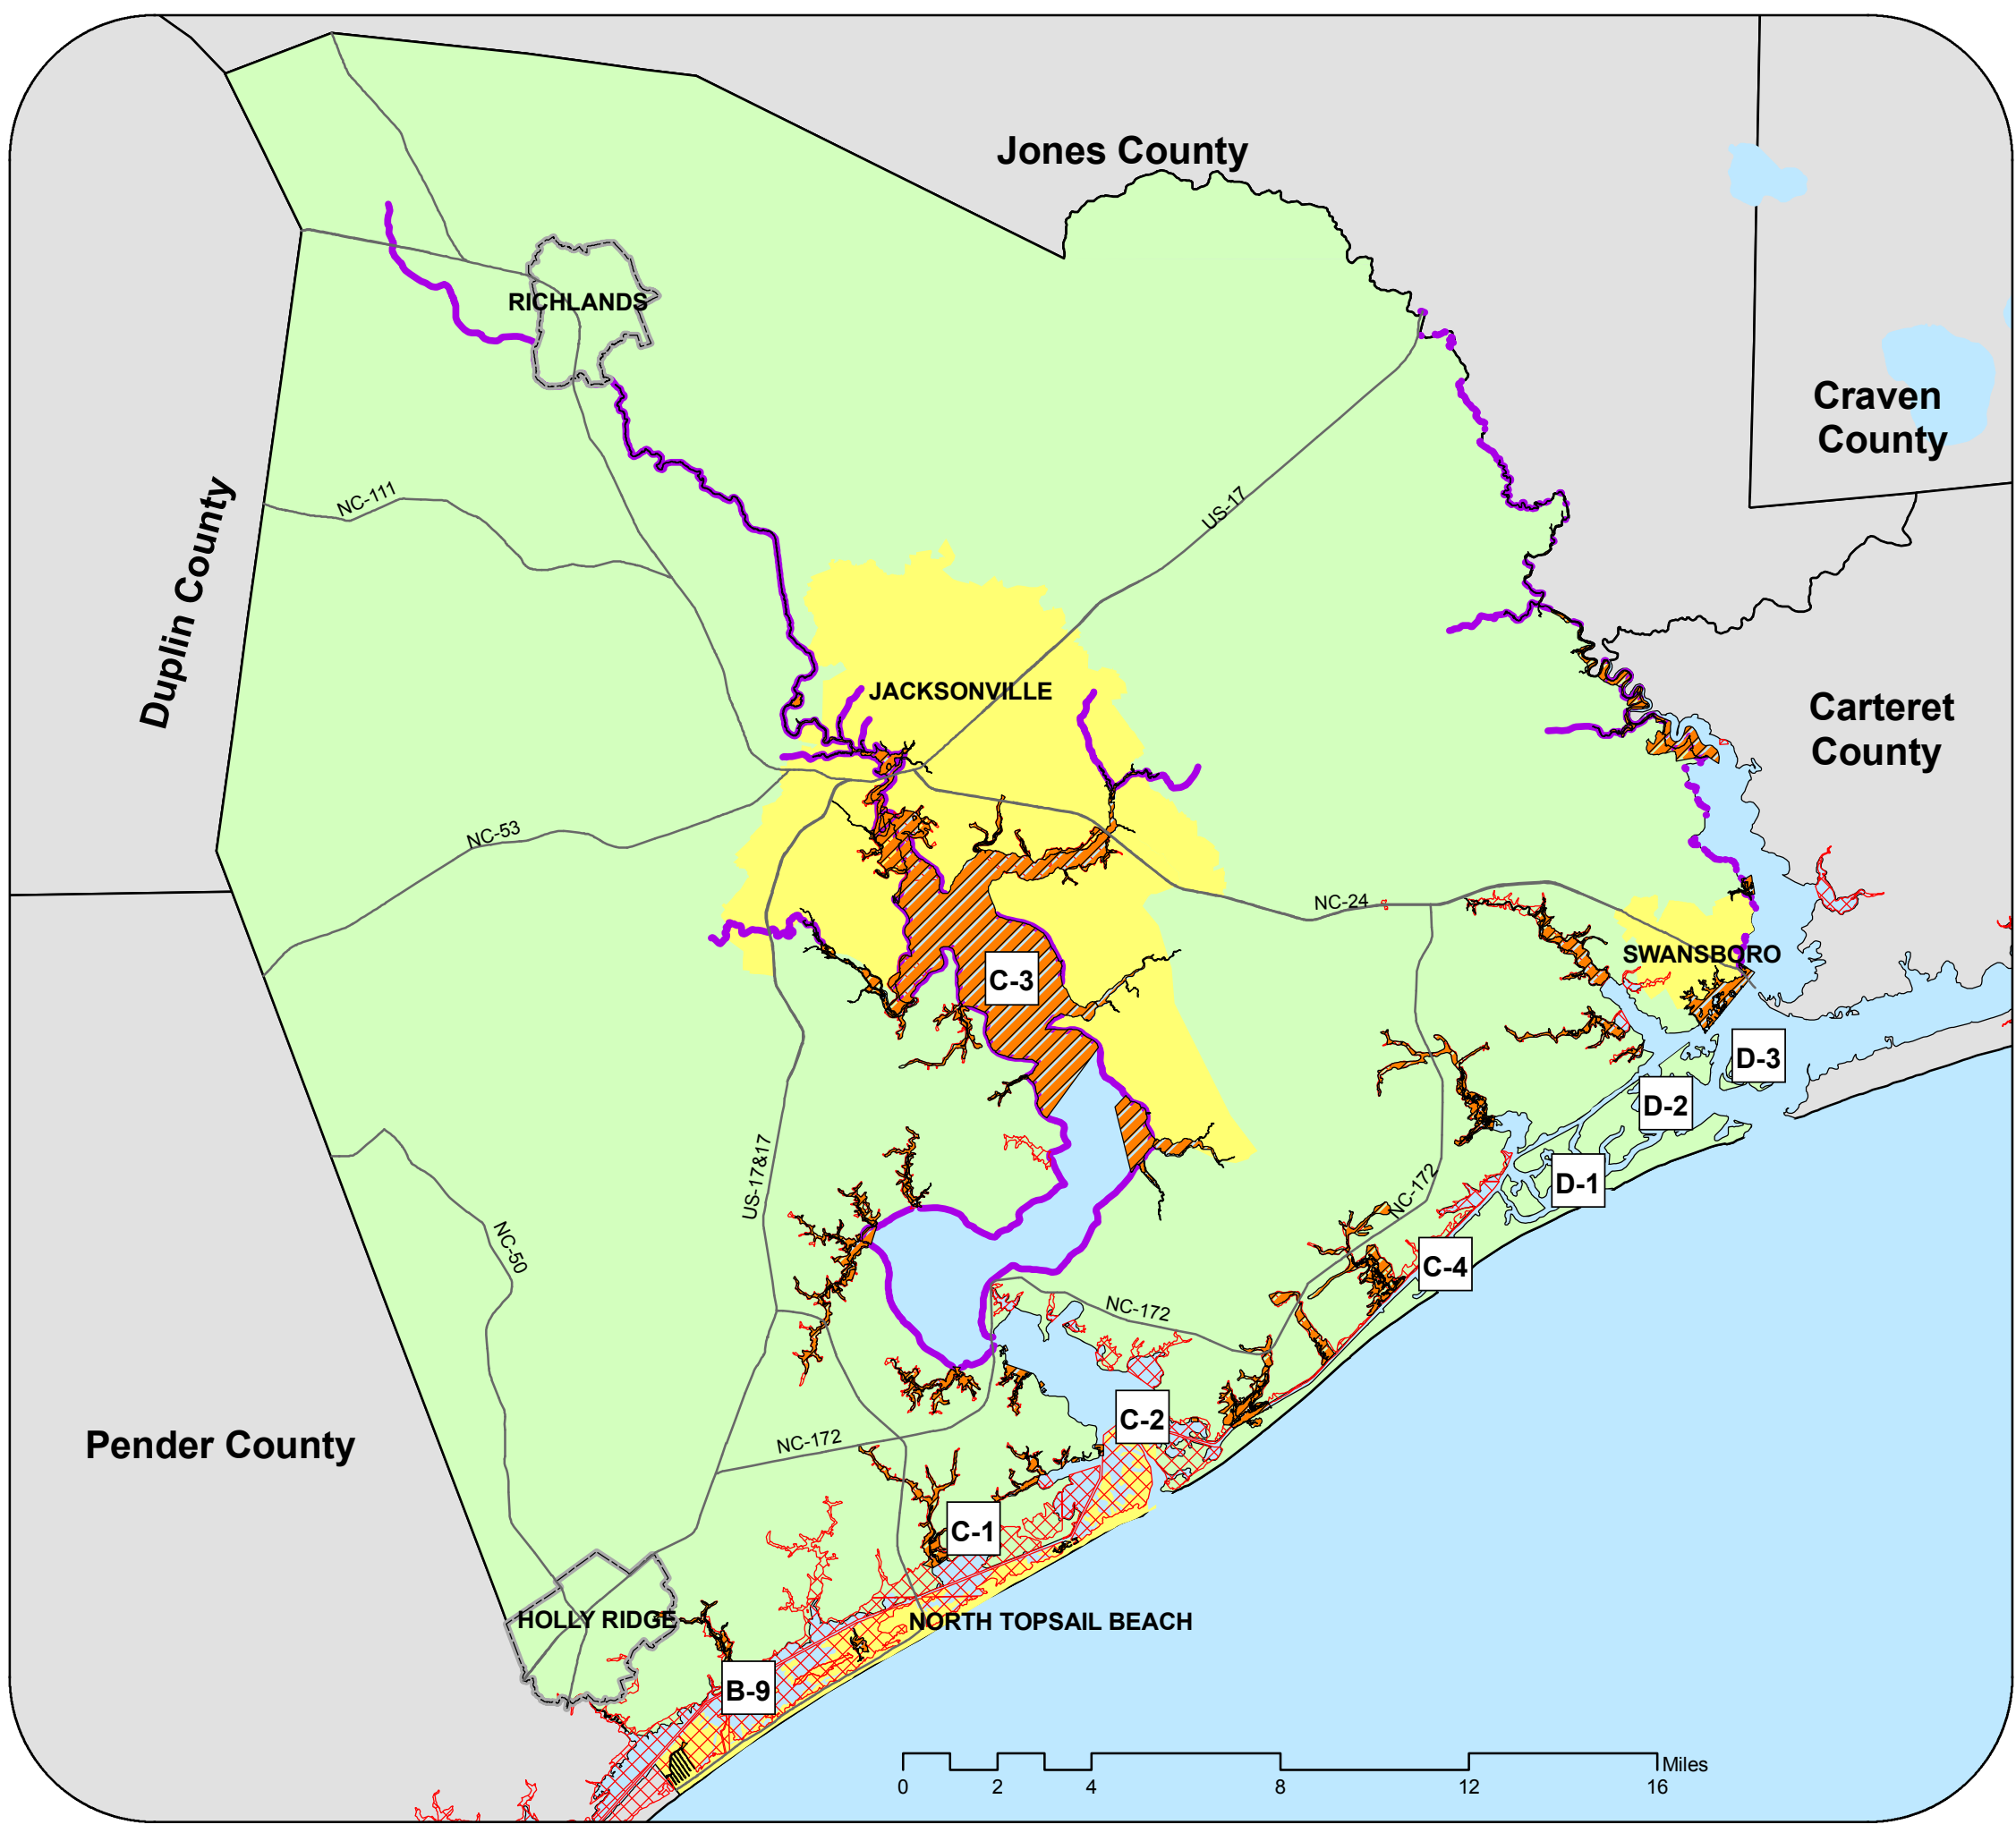 Jones County
RICHLANDS
Craven
County
NC-111
US-17
Duplin County
JACKSONVILLE
Carteret
County
NC-53
NC-24
SWANSBORO
C-3
D-3
D-2
US-17&17
NC-172
D-1
NC-50
C-4
NC-172
C-2
Pender County
NC-172
C-1
HOLLY RIDGE
NORTH TOPSAIL BEACH
B-9
Miles
0 2 4 8 12 16